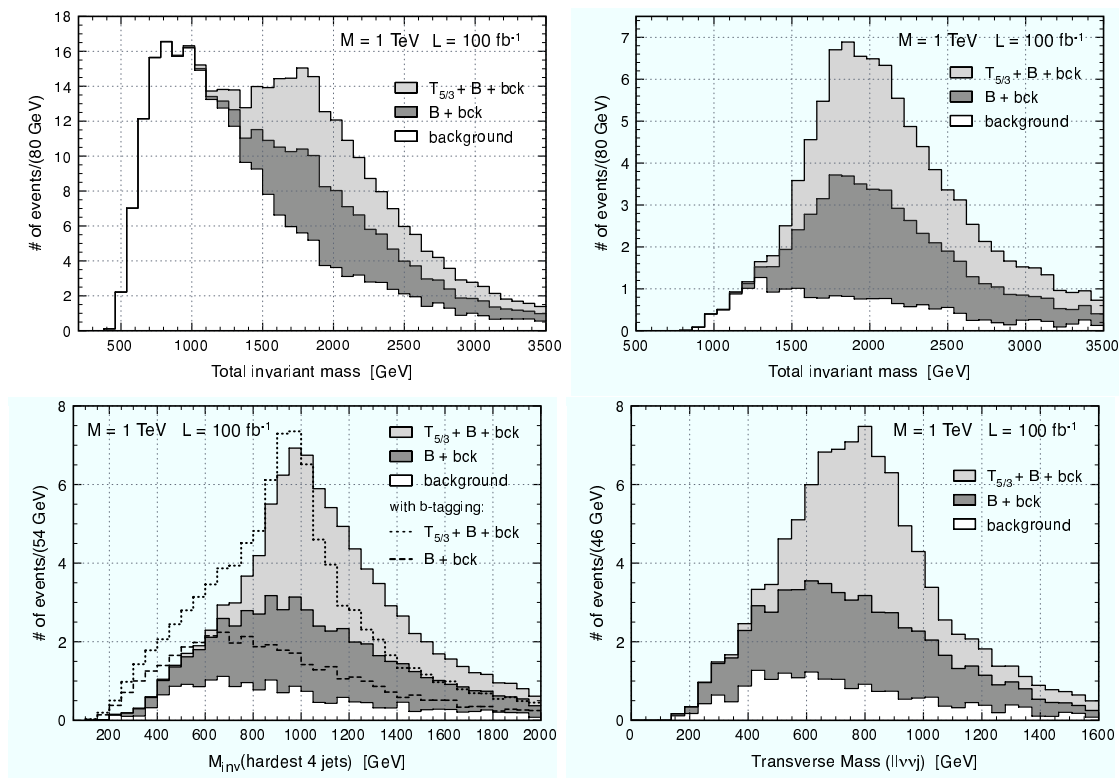 M = 1 TeV L = 100 fb⁻¹
T5/3 + B + bck
B + bck
background
# of events/(80 GeV)
0 2 4 6 8 10 12 14 16 18
500 1000 1500 2000 2500 3000 3500
Total invariant mass [GeV]
M = 1 TeV L = 100 fb⁻¹
T5/3 + B + bck
B + bck
background
# of events/(80 GeV)
0 1 2 3 4 5 6 7
500 1000 1500 2000 2500 3000 3500
Total invariant mass [GeV]
M = 1 TeV L = 100 fb⁻¹
T5/3 + B + bck
B + bck
background
with b-tagging:
T5/3 + B + bck
B + bck
# of events/(54 GeV)
0 2 4 6 8
200 400 600 800 1000 1200 1400 1600 1800 2000
Minv(hardest 4 jets) [GeV]
M = 1 TeV L = 100 fb⁻¹
T5/3 + B + bck
B + bck
background
# of events/(46 GeV)
0 2 4 6 8
0 200 400 600 800 1000 1200 1400 1600
Transverse Mass (llννj) [GeV]